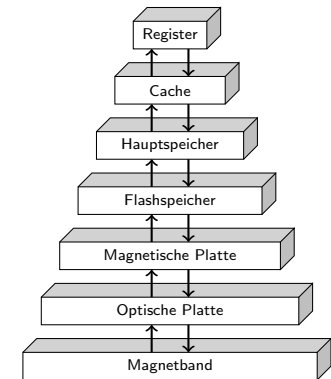 Register
Cache
Hauptspeicher
Flashspeicher
Magnetische Platte
Optische Platte
Magnetband